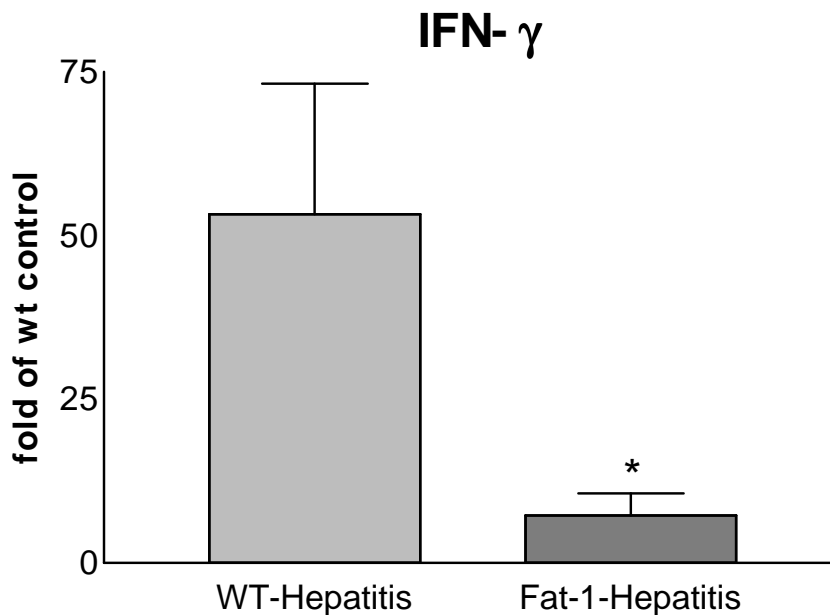 IFN- γ
75
50
25
0
fold of wt control
*
WT-Hepatitis Fat-1-Hepatitis